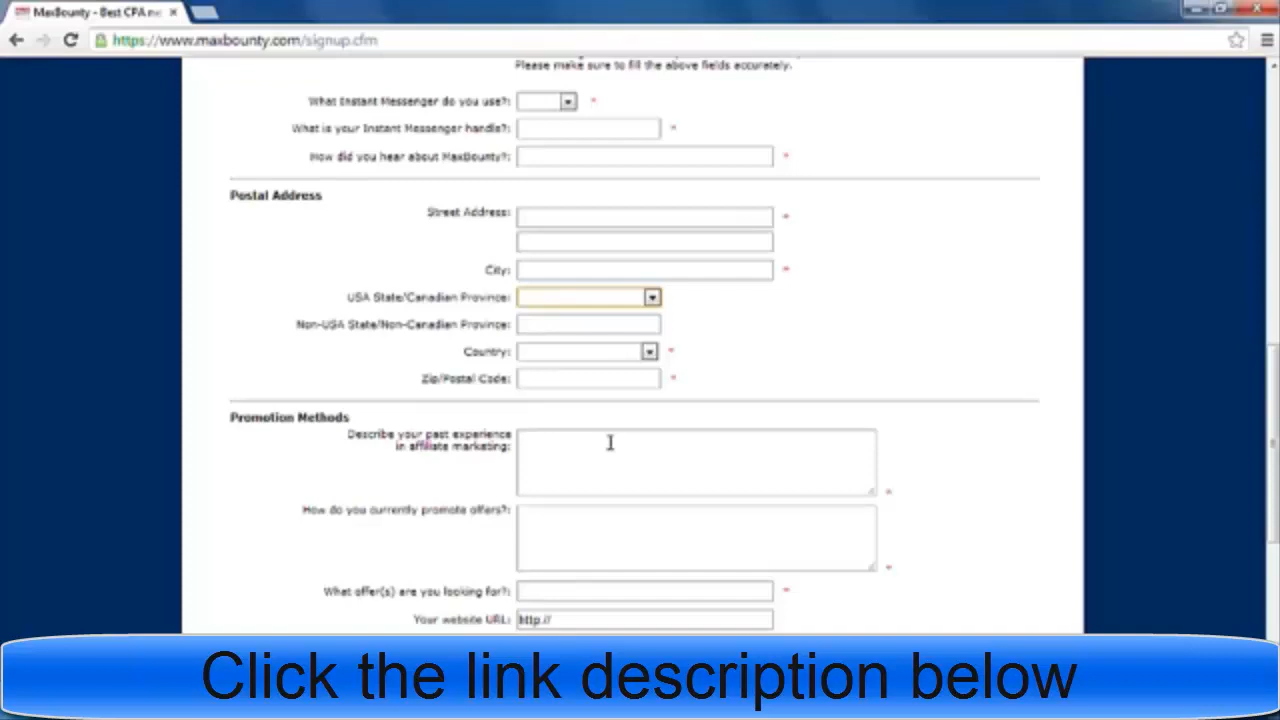 MaxBounty - Best CPA ne
https://www.maxbounty.com/signup.cfm
Please make sure to fill the above fields accurately.
What Instant Messenger do you use?: *
What is your Instant Messenger handle?: *
How did you hear about MaxBounty?: *
Postal Address
Street Address: *
City: *
USA State/Canadian Province:
Non-USA State/Non-Canadian Province:
Country: *
Zip/Postal Code: *
Promotion Methods
Describe your past experience
in affiliate marketing: *
How do you currently promote offers?: *
What offer(s) are you looking for?: *
Your website URL: http://
Click the link description below